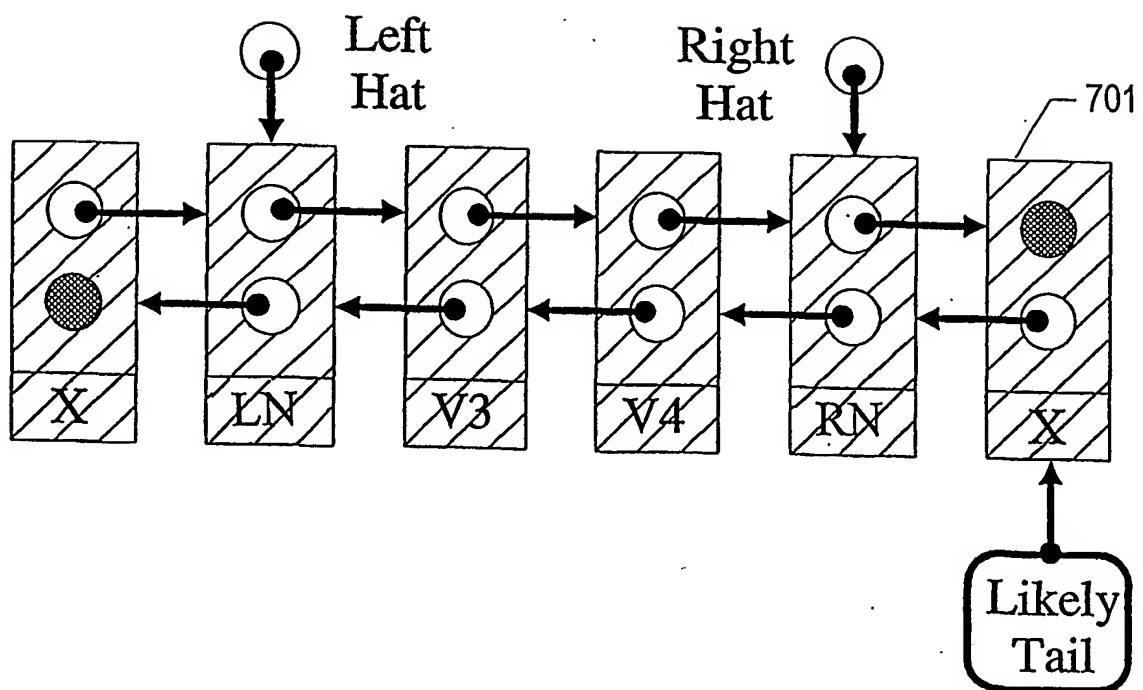 Left
Hat
Right
Hat
701
X
LN
V3
V4
RN
X
Likely
Tail